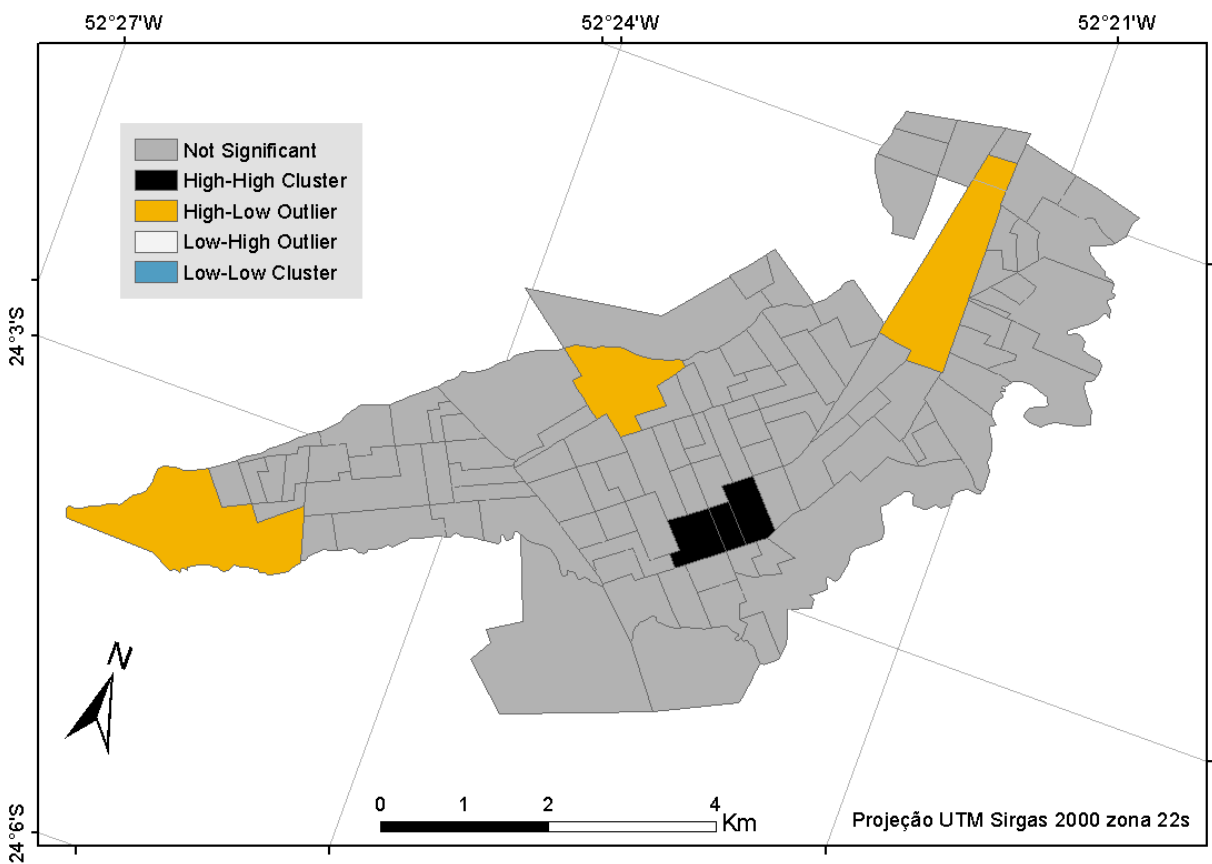 52°27'W
52°24'W
52°21'W
Not Significant
High-High Cluster
High-Low Outlier
Low-High Outlier
Low-Low Cluster
24°3'S
N
0 1 2 4
Km
Projeção UTM Sirgas 2000 zona 22s
24°6'S